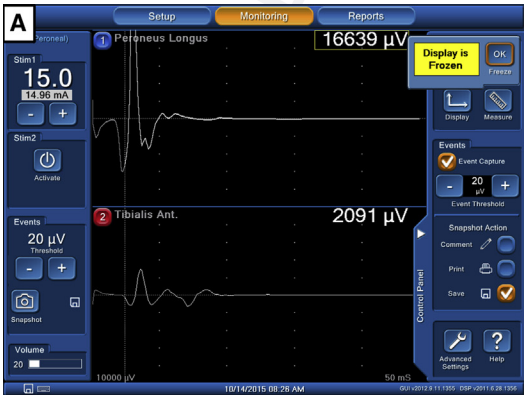 A
Setup
Monitoring
Reports
Peroneal)
Stim1
15.0
14.96 mA
-
+
Stim2
Activate
Events
20 µV
Threshold
-
+
Snapshot
Volume
20
1 Peroneus Longus
16639 µV
2 Tibialis Ant.
2091 µV
10000 µV
50 mS
Control Panel
Display is
Frozen
OK
Freeze
Display
Measure
Events
Event Capture
-
20
µV
+
Event Threshold
Snapshot Action
Comment
Print
Save
Advanced
Settings
Help
10/14/2015 08:26 AM
GUI v2012.9.11.1355 DSP v2011.6.28.1356